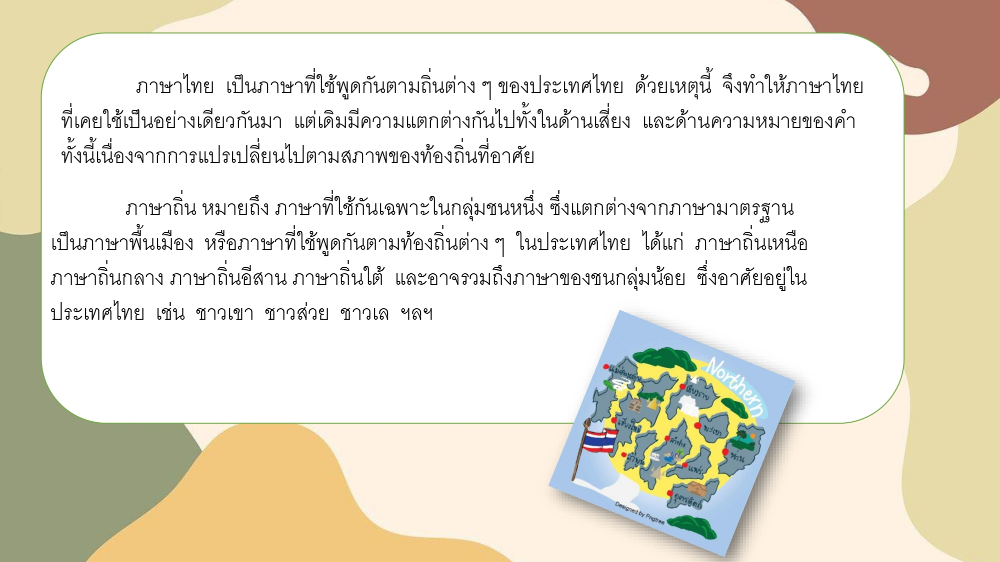 ภาษาไทย เป็นภาษาที่ใช้พูดกันตามถิ่นต่าง ๆ ของประเทศไทย ด้วยเหตุนี้ จึงทำให้ภาษาไทย
ที่เคยใช้เป็นอย่างเดียวกันมา แต่เดิมมีความแตกต่างกันไปทั้งในด้านเสี่ยง และด้านความหมายของคำ
ทั้งนี้เนื่องจากการแปรเปลี่ยนไปตามสภาพของท้องถิ่นที่อาศัย
ภาษาถิ่น หมายถึง ภาษาที่ใช้กันเฉพาะในกลุ่มชนหนึ่ง ซึ่งแตกต่างจากภาษามาตรฐาน
เป็นภาษาพื้นเมือง หรือภาษาที่ใช้พูดกันตามท้องถิ่นต่าง ๆ ในประเทศไทย ได้แก่ ภาษาถิ่นเหนือ
ภาษาถิ่นกลาง ภาษาถิ่นอีสาน ภาษาถิ่นใต้ และอาจรวมถึงภาษาของชนกลุ่มน้อย ซึ่งอาศัยอยู่ใน
ประเทศไทย เช่น ชาวเขา ชาวส่วย ชาวเล ฯลฯ
Northern
แม่ฮ่องสอน
เชียงราย
เชียงใหม่
พะเยา
ลำปาง
น่าน
ลำพูน
แพร่
อุตรดิตถ์
Designed by Pngtree